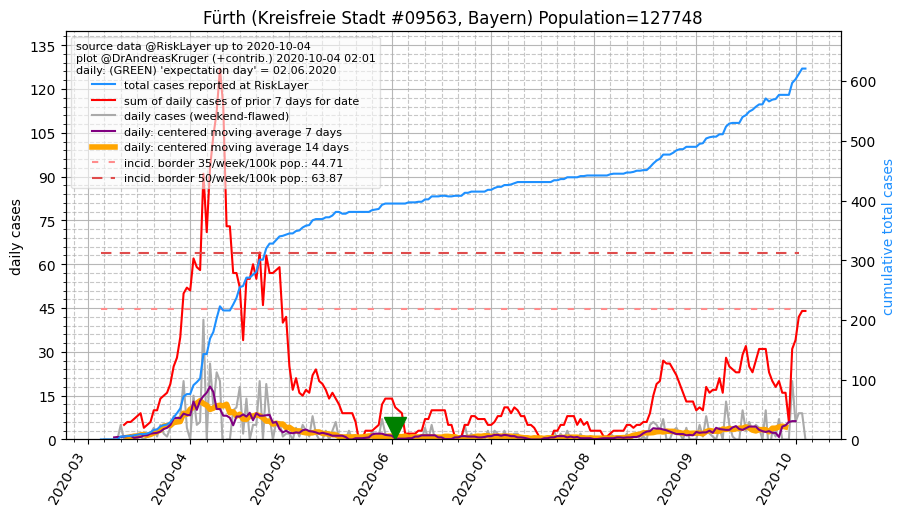 Fürth (Kreisfreie Stadt #09563, Bayern) Population=127748
source data @RiskLayer up to 2020-10-04
plot @DrAndreasKruger (+contrib.) 2020-10-04 02:01
daily: (GREEN) 'expectation day' = 02.06.2020
total cases reported at RiskLayer
sum of daily cases of prior 7 days for date
daily cases (weekend-flawed)
daily: centered moving average 7 days
daily: centered moving average 14 days
incid. border 35/week/100k pop.: 44.71
incid. border 50/week/100k pop.: 63.87
daily cases
135
120
105
90
75
60
45
30
15
0
600
500
400
300
200
100
0
cumulative total cases
2020-03
2020-04
2020-05
2020-06
2020-07
2020-08
2020-09
2020-10